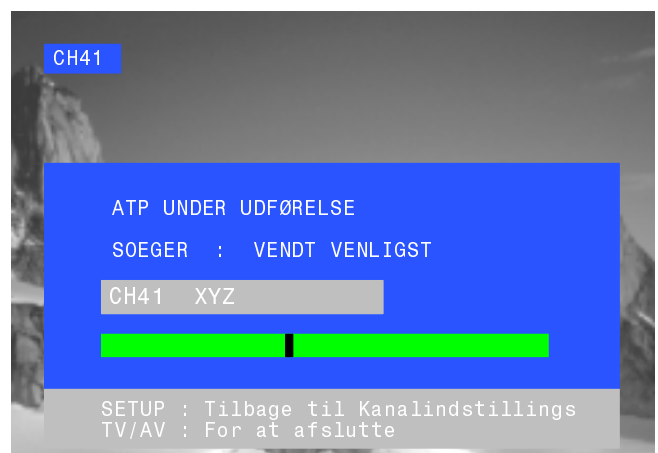 CH41
ATP UNDER UDFØRELSE
SOEGER : VENDT VENLIGST
CH41 XYZ
SETUP : Tilbage til Kanalindstillings
TV/AV : For at afslutte